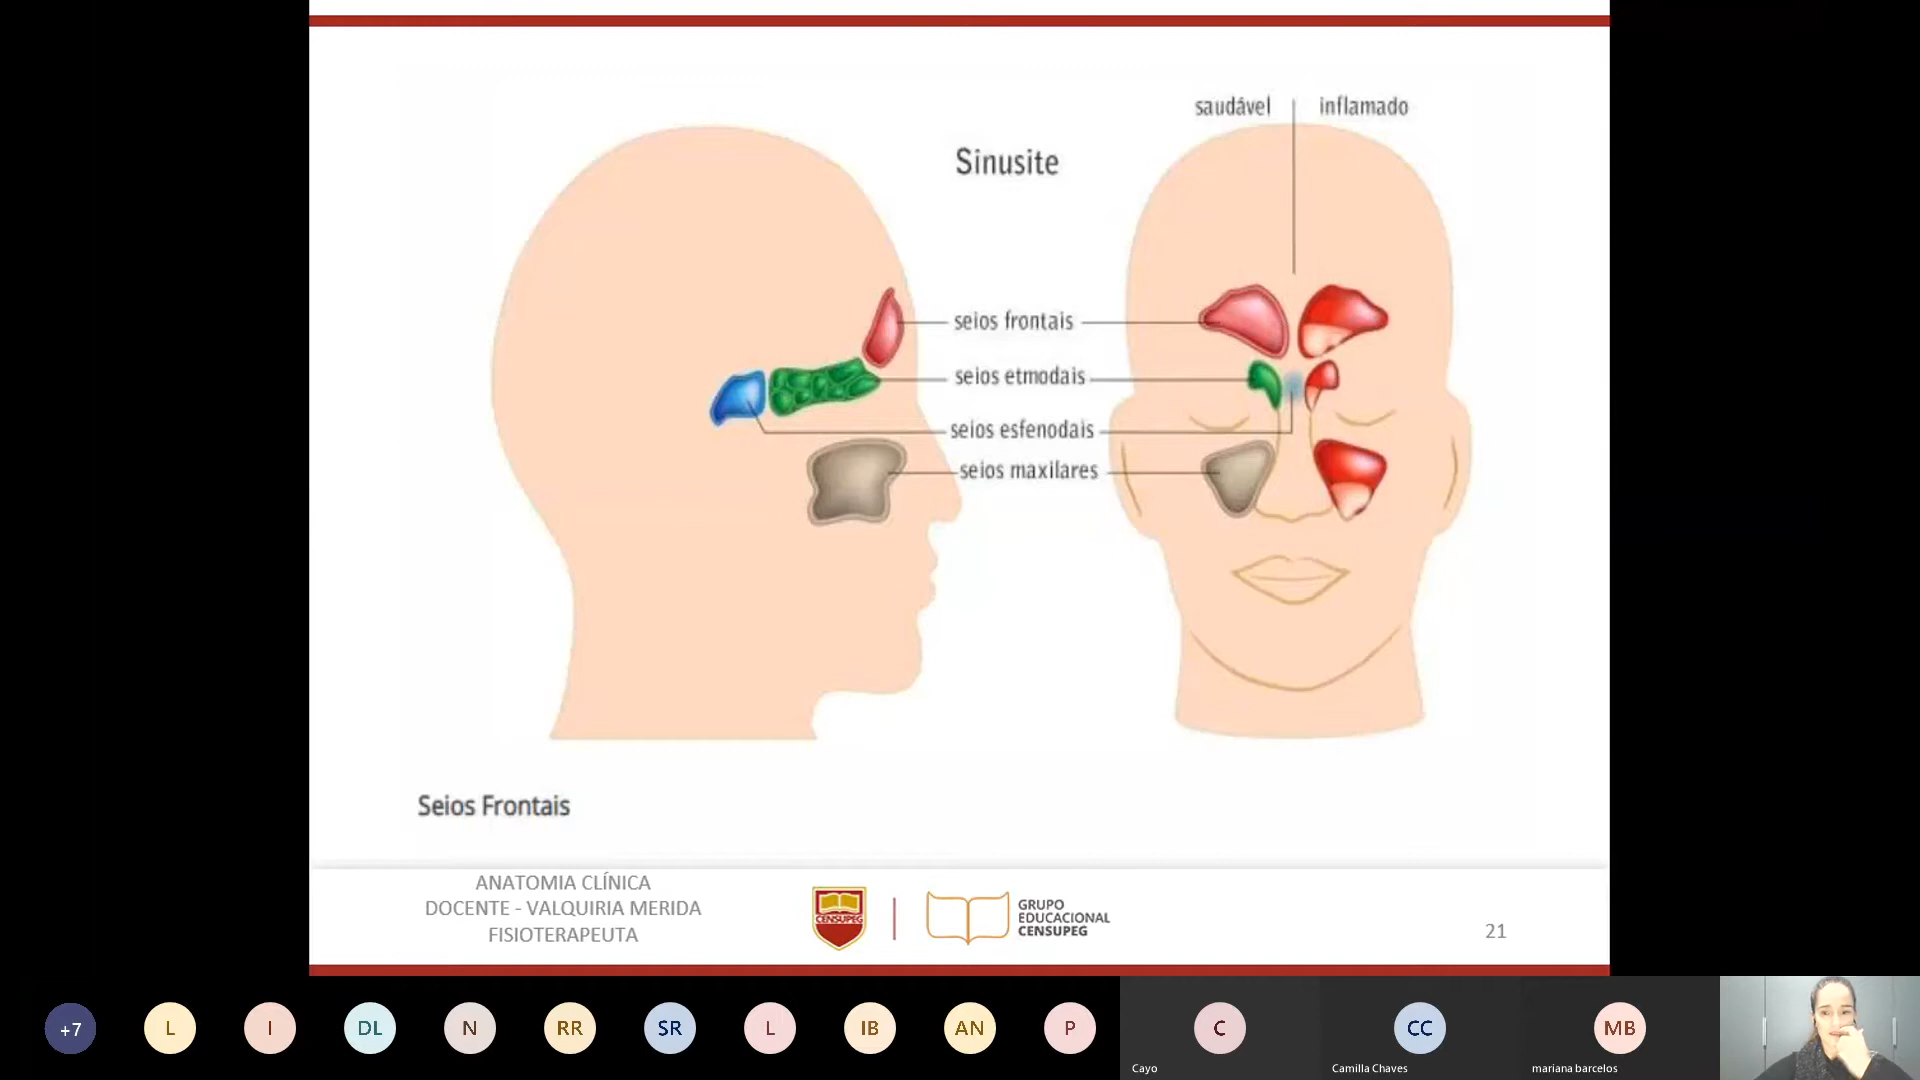 saudável
inflamado
Sinusite
seios frontais
seios etmodais
seios esfenodais
seios maxilares
Seios Frontais
ANATOMIA CLÍNICA
DOCENTE - VALQUIRIA MERIDA
FISIOTERAPEUTA
CENSUPEG
GRUPO
EDUCACIONAL
CENSUPEG
21
+7
L
I
DL
N
RR
SR
L
IB
AN
P
C
CC
MB
Cayo
Camilla Chaves
mariana barcelos